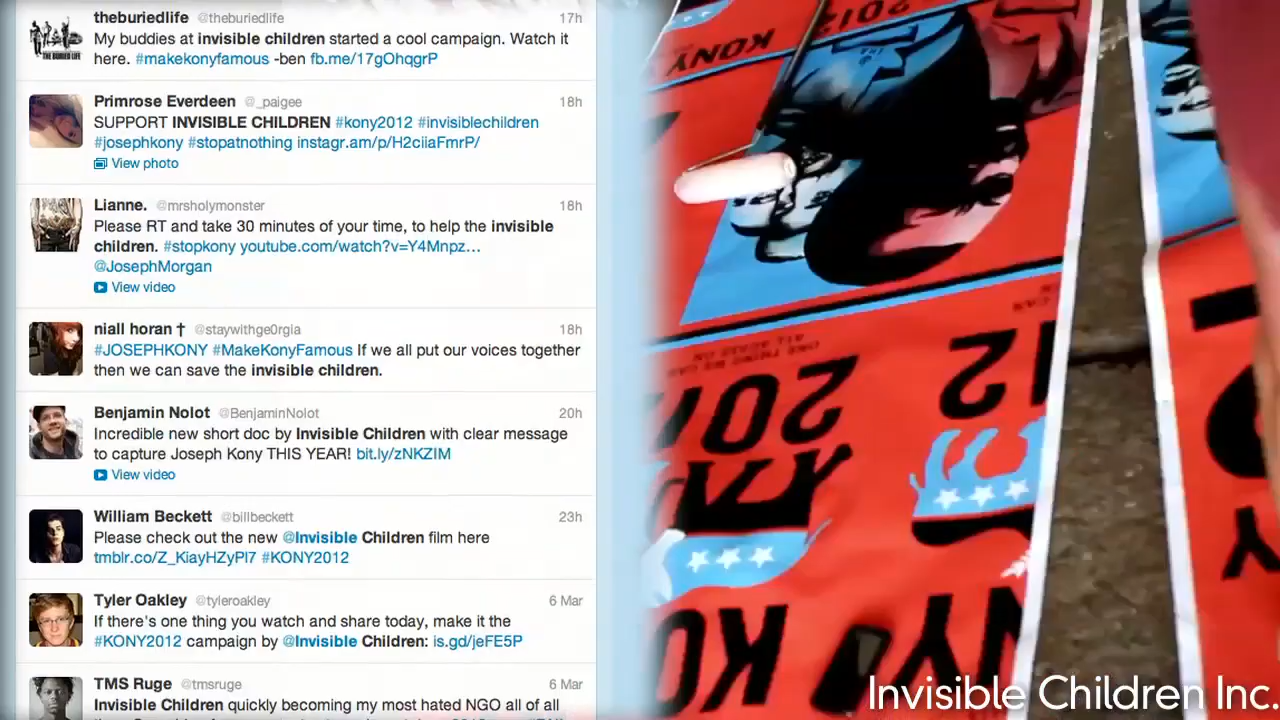 theburiedlife @theburiedlife 17h
My buddies at invisible children started a cool campaign. Watch it
here. #makekonyfamous -ben fb.me/17gOhqgrP
Primrose Everdeen @_paigee 18h
SUPPORT INVISIBLE CHILDREN #kony2012 #invisiblechildren
#josephkony #stopatnothing instagr.am/p/H2ciiaFmrP/
View photo
Lianne. @mrsholymonster 18h
Please RT and take 30 minutes of your time, to help the invisible
children. #stopkony youtube.com/watch?v=Y4Mnpz…
@JosephMorgan
View video
niall horan † @staywithge0rgia 18h
#JOSEPHKONY #MakeKonyFamous If we all put our voices together
then we can save the invisible children.
Benjamin Nolot @BenjaminNolot 20h
Incredible new short doc by Invisible Children with clear message
to capture Joseph Kony THIS YEAR! bit.ly/zNKZIM
View video
William Beckett @billbeckett 23h
Please check out the new @Invisible Children film here
tmblr.co/Z_KiayHZyPl7 #KONY2012
Tyler Oakley @tyleroakley 6 Mar
If there's one thing you watch and share today, make it the
#KONY2012 campaign by @Invisible Children: is.gd/jeFE5P
TMS Ruge @tmsruge 6 Mar
Invisible Children quickly becoming my most hated NGO all of all
KONY 2012
2012
12
KONY
Invisible Children Inc.